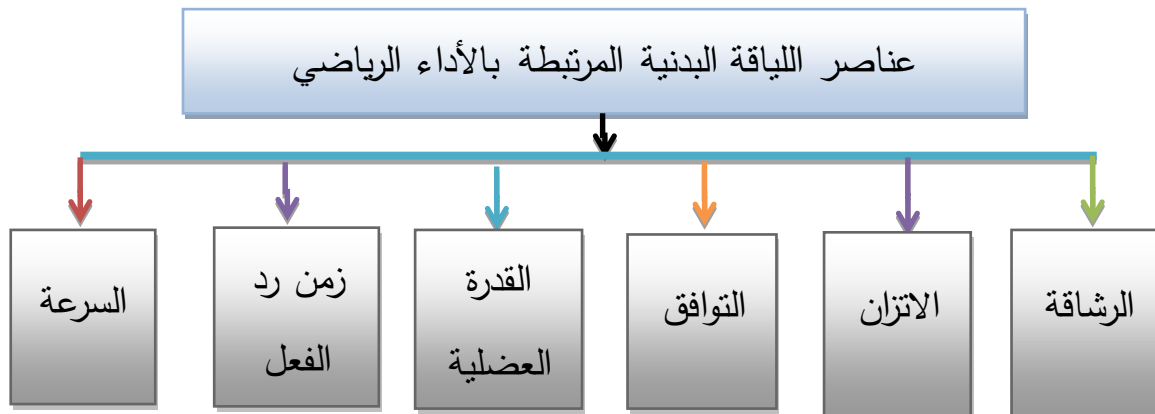 عناصر اللياقة البدنية المرتبطة بالأداء الرياضي
الرشاقة
الاتزان
التوافق
القدرة
العضلية
زمن رد
الفعل
السرعة